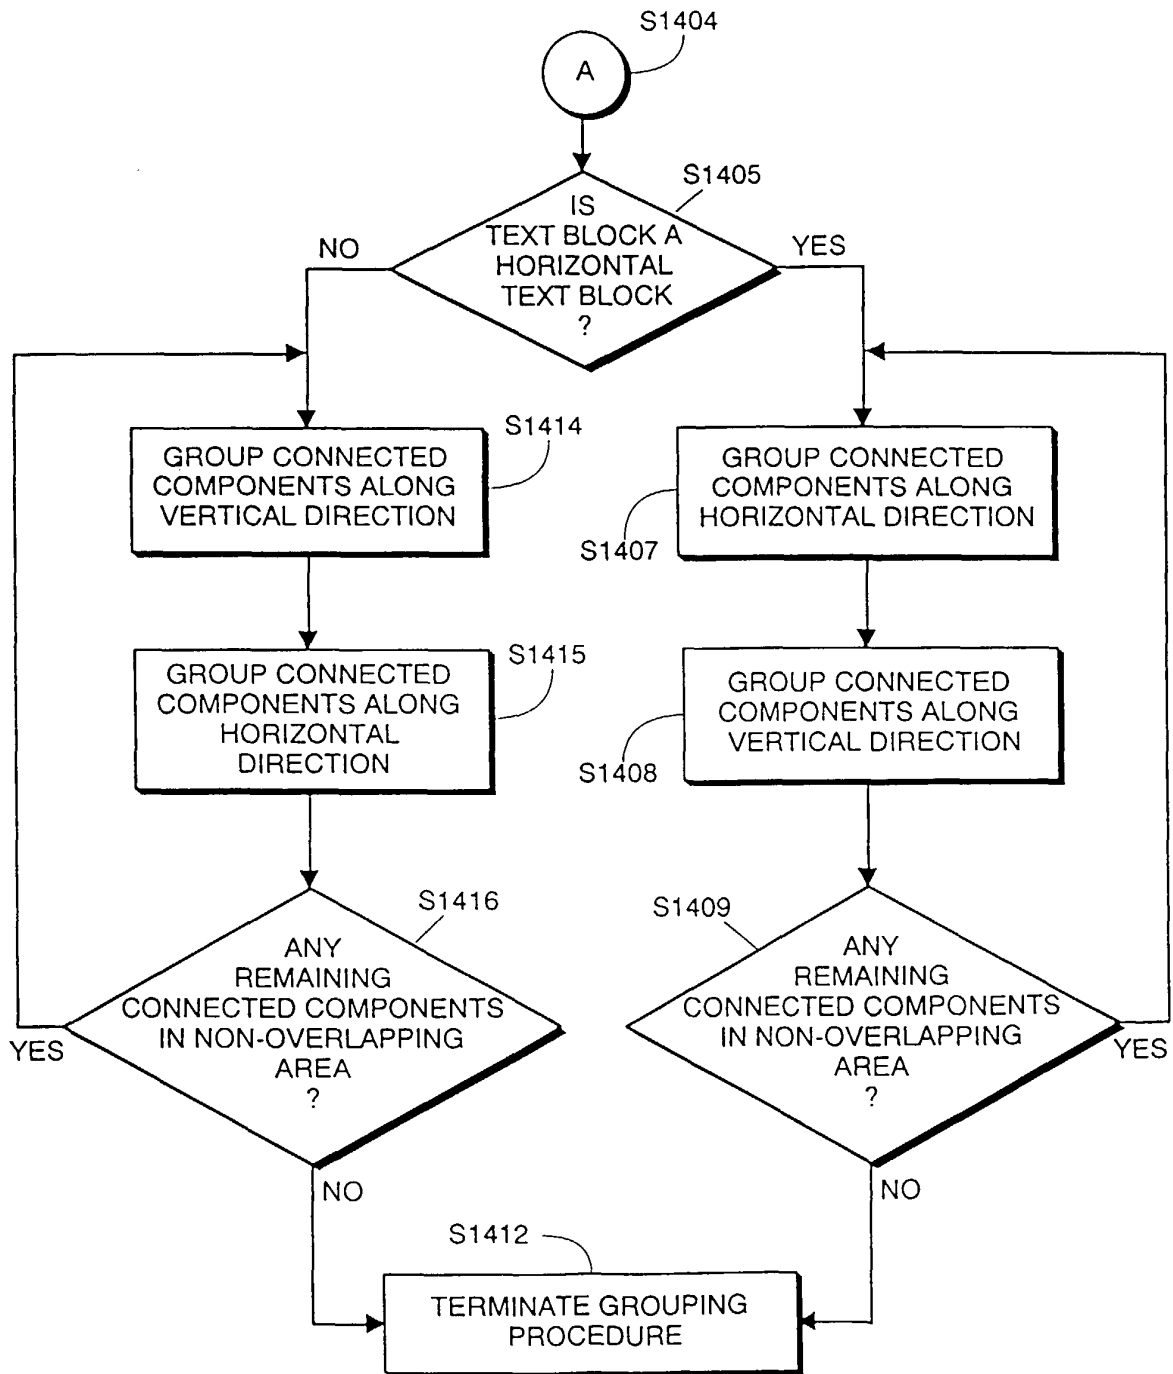 S1404
A
S1405
IS
TEXT BLOCK A
HORIZONTAL
TEXT BLOCK
?
NO
YES
S1414
GROUP CONNECTED
COMPONENTS ALONG
VERTICAL DIRECTION
GROUP CONNECTED
COMPONENTS ALONG
HORIZONTAL DIRECTION
S1407
S1415
GROUP CONNECTED
COMPONENTS ALONG
HORIZONTAL
DIRECTION
GROUP CONNECTED
COMPONENTS ALONG
VERTICAL DIRECTION
S1408
S1416
ANY
REMAINING
CONNECTED COMPONENTS
IN NON-OVERLAPPING
AREA
?
YES
NO
S1409
ANY
REMAINING
CONNECTED COMPONENTS
IN NON-OVERLAPPING
AREA
?
YES
NO
S1412
TERMINATE GROUPING
PROCEDURE